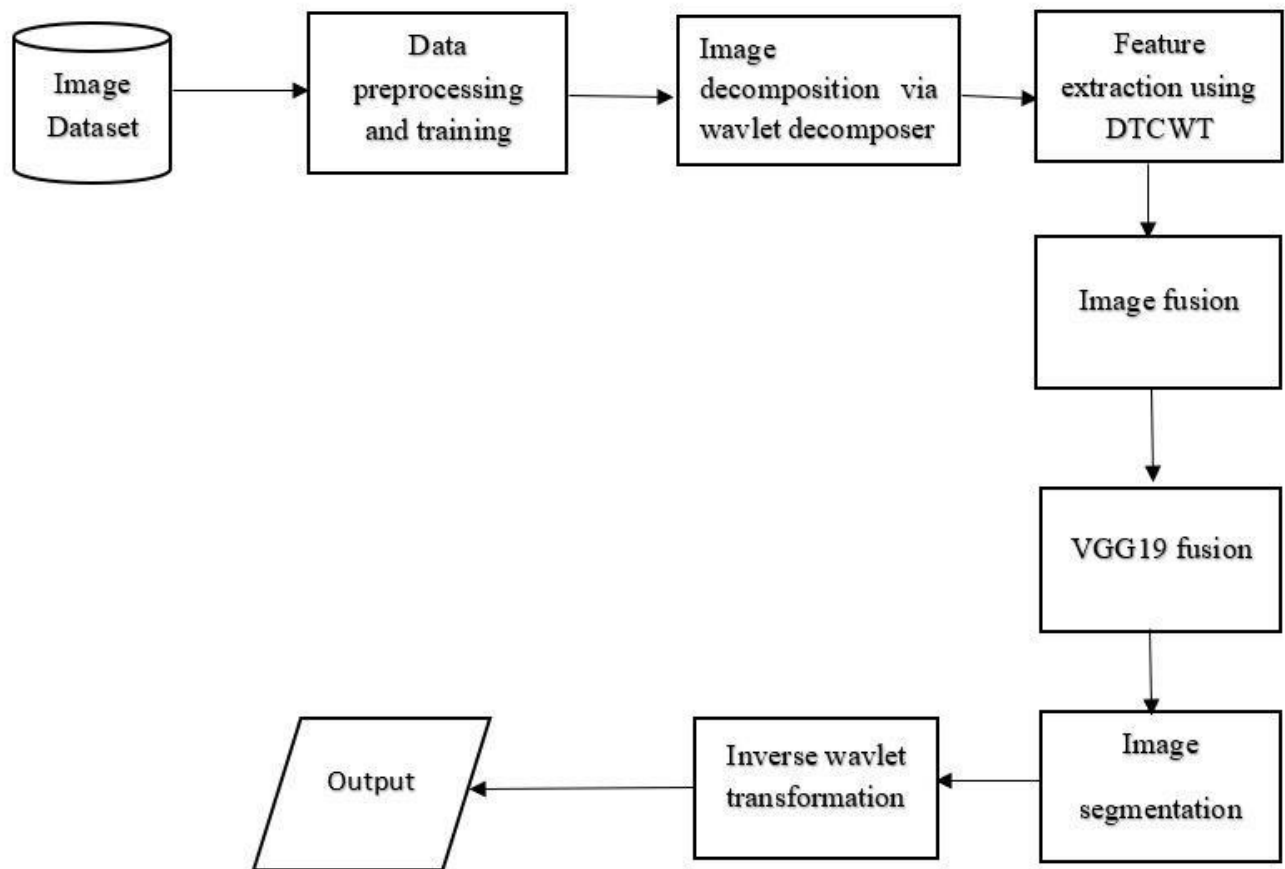 Image
Dataset
Data
preprocessing
and training
Image
decomposition via
wavlet decomposer
Feature
extraction using
DTCWT
Image fusion
VGG19 fusion
Image
segmentation
Inverse wavlet
transformation
Output